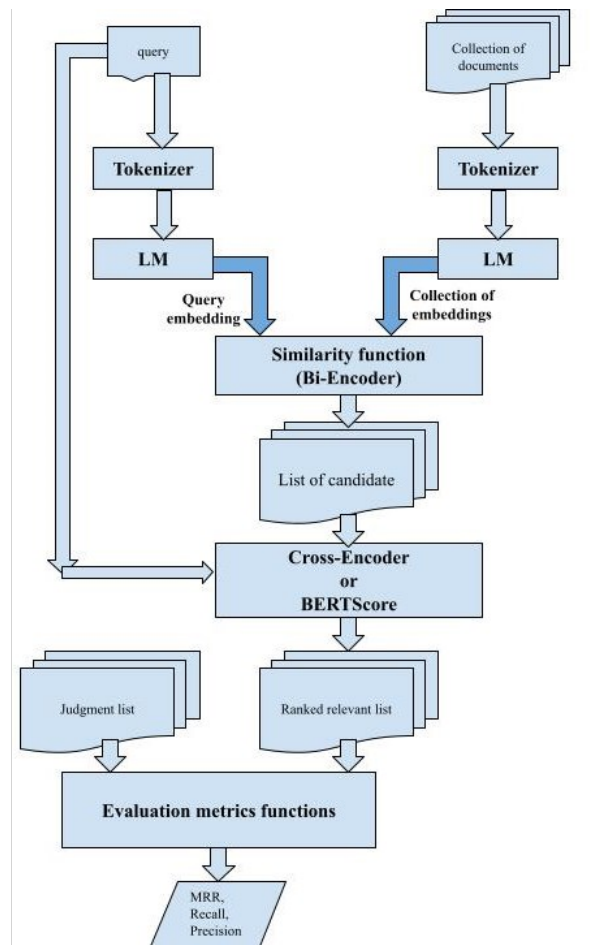 query
Collection of
documents
Tokenizer
Tokenizer
LM
LM
Query
embedding
Collection of
embeddings
Similarity function
(Bi-Encoder)
List of candidate
Cross-Encoder
or
BERTScore
Judgment list
Ranked relevant list
Evaluation metrics functions
MRR,
Recall,
Precision